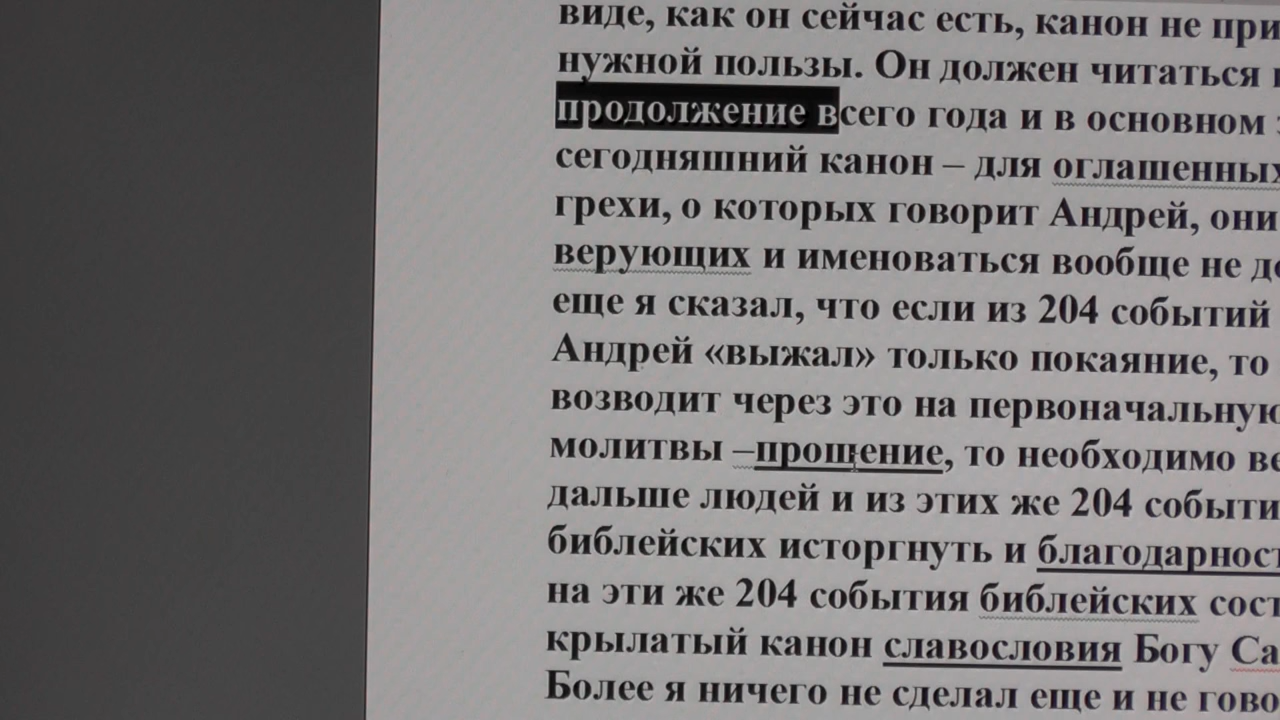 виде, как он сейчас есть, канон не при
нужной пользы. Он должен читаться
продолжение всего года и в основном
сегодняшний канон – для оглашенных
грехи, о которых говорит Андрей, они
верующих и именоваться вообще не до
еще я сказал, что если из 204 событий
Андрей «выжал» только покаяние, то
возводит через это на первоначальную
молитвы –прощение, то необходимо ве
дальше людей и из этих же 204 событи
библейских исторгнуть и благодарност
на эти же 204 события библейских сост
крылатый канон славословия Богу Са
Более я ничего не сделал еще и не гово